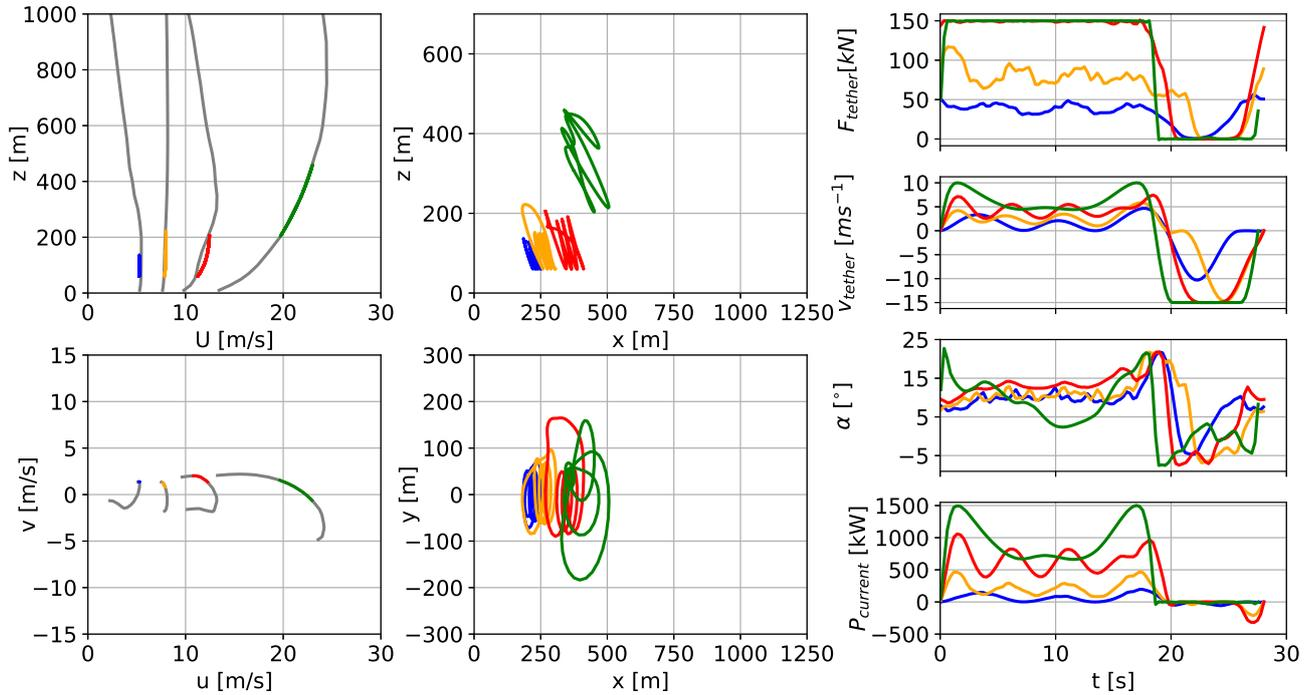 1000
800
600
400
200
0
z [m]
0 10 20 30
U [m/s]
600
400
200
0
z [m]
0 250 500 750 1000 1250
x [m]
15
10
5
0
−5
−10
−15
v [m/s]
0 10 20 30
u [m/s]
300
200
100
0
−100
−200
−300
y [m]
0 250 500 750 1000 1250
x [m]
150
100
50
0
F_tether[kN]
10
5
0
−5
−10
−15
v_tether [ms^−1]
25
15
5
−5
α [°]
1500
1000
500
0
−500
P_current [kW]
0 10 20 30
t [s]